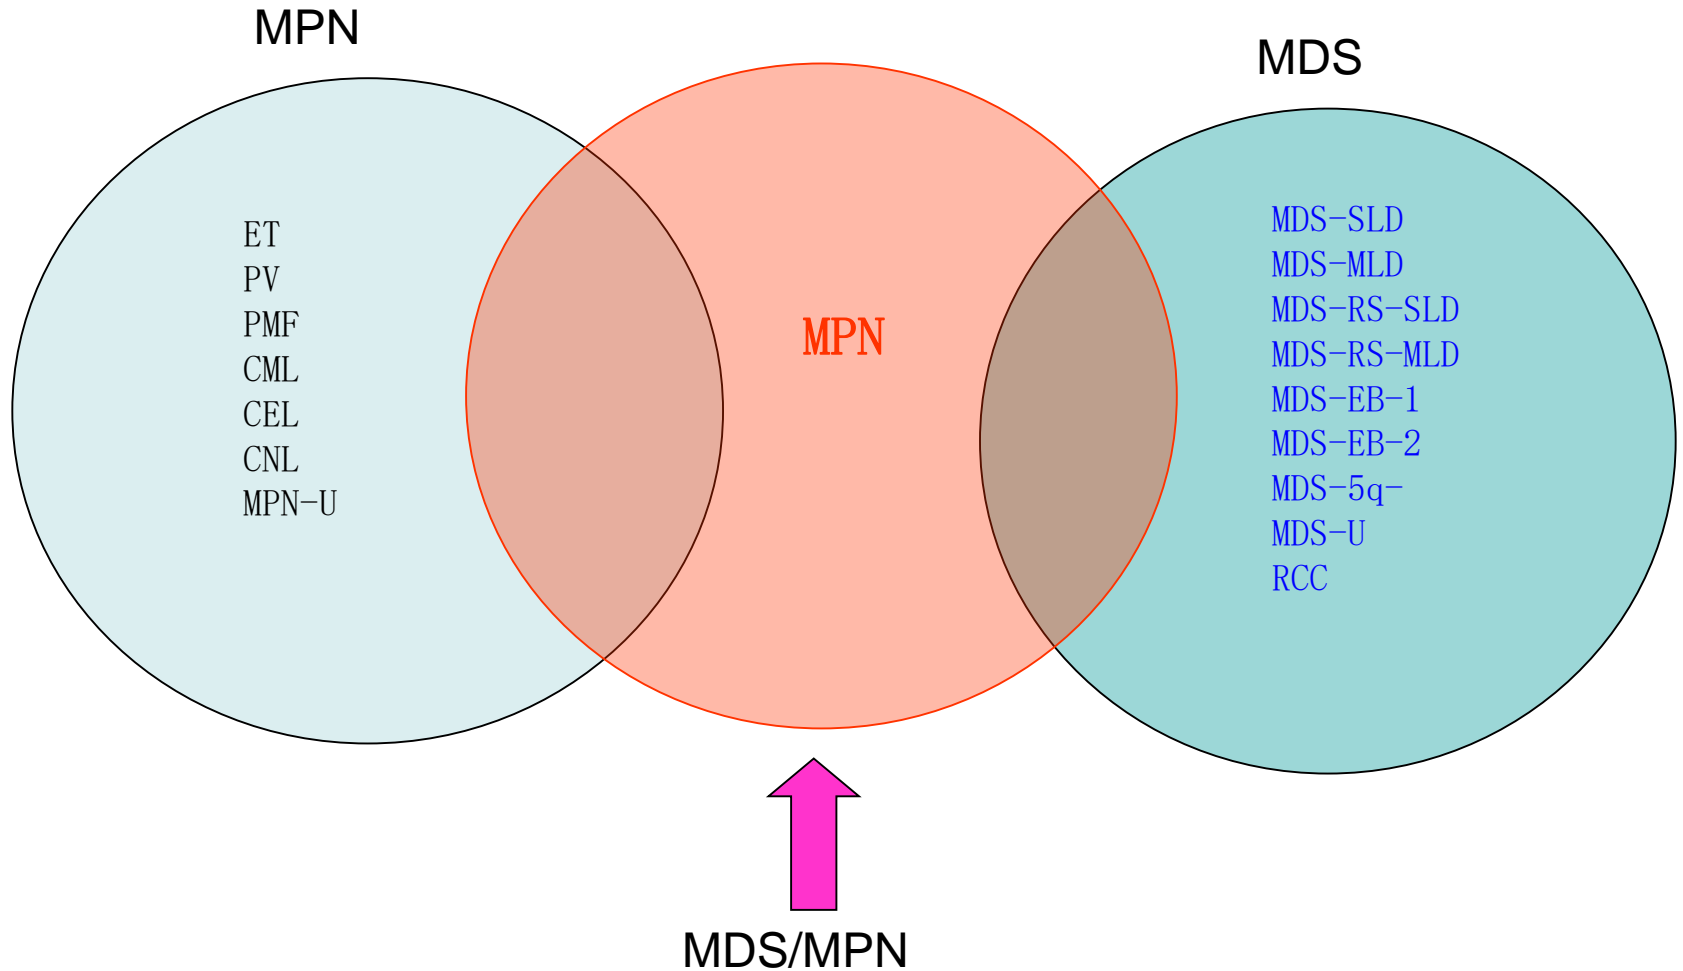 MPN
MDS
ET
PV
PMF
CML
CEL
CNL
MPN-U
MPN
MDS-SLD
MDS-MLD
MDS-RS-SLD
MDS-RS-MLD
MDS-EB-1
MDS-EB-2
MDS-5q-
MDS-U
RCC
MDS/MPN